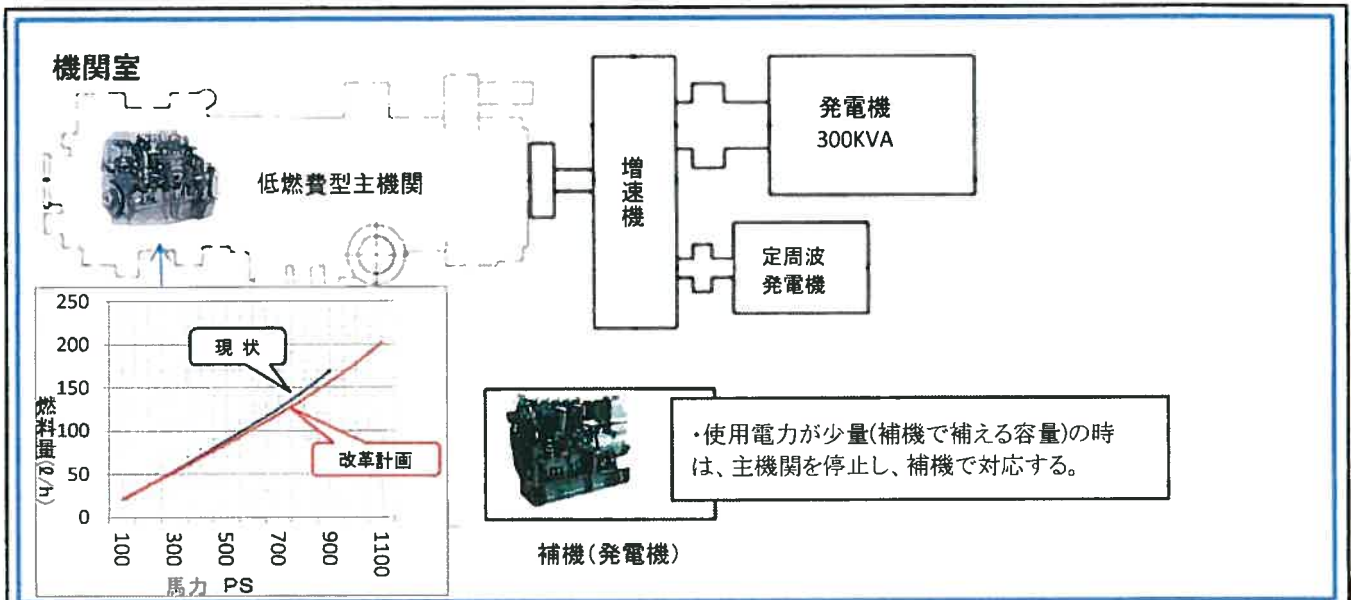 機関室
低燃費型主機関
増速機
発電機
300KVA
定周波
発電機
250
200
150
100
50
0
燃料量(ℓ/h)
現 状
改革計画
100
300
500
700
900
1100
馬力 PS
・使用電力が少量(補機で補える容量)の時
は、主機関を停止し、補機で対応する。
補機(発電機)